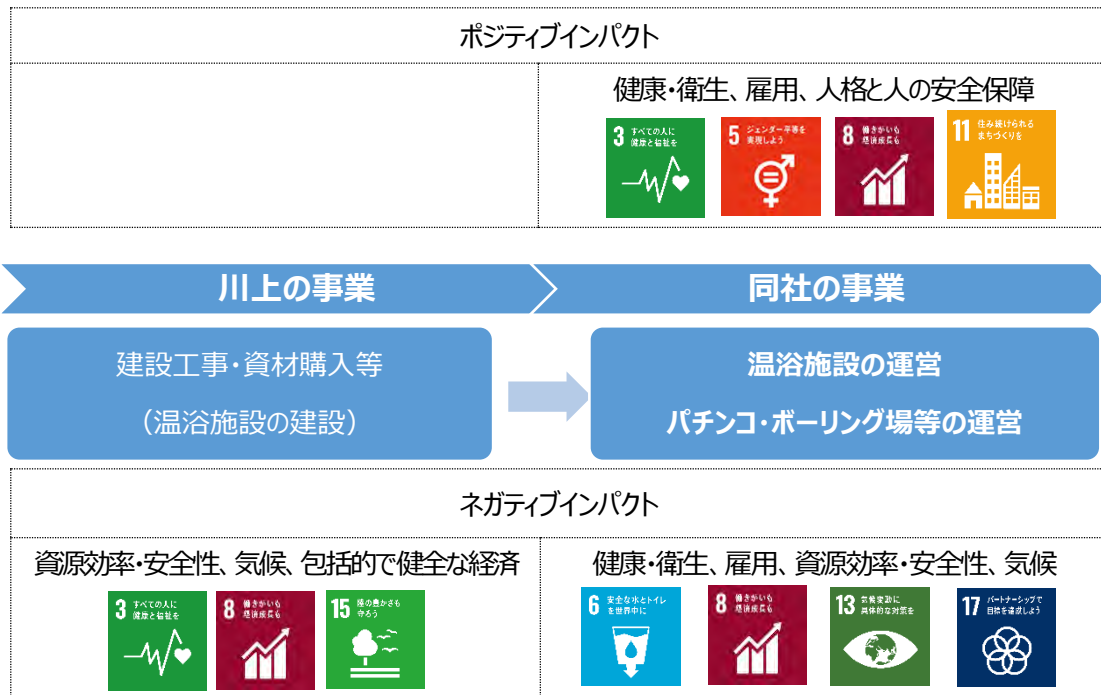 ポジティブインパクト
健康・衛生、雇用、人格と人の安全保障
3 すべての人に
健康と福祉を
5 ジェンダー平等を
実現しよう
8 働きがいも
経済成長も
11 住み続けられる
まちづくりを
川上の事業
同社の事業
建設工事・資材購入等
（温浴施設の建設）
温浴施設の運営
パチンコ・ボーリング場等の運営
ネガティブインパクト
資源効率・安全性、気候、包括的で健全な経済
3 すべての人に
健康と福祉を
8 働きがいも
経済成長も
15 陸の豊かさも
守ろう
健康・衛生、雇用、資源効率・安全性、気候
6 安全な水とトイレ
を世界中に
8 働きがいも
経済成長も
13 気候変動に
具体的な対策を
17 パートナーシップで
目標を達成しよう